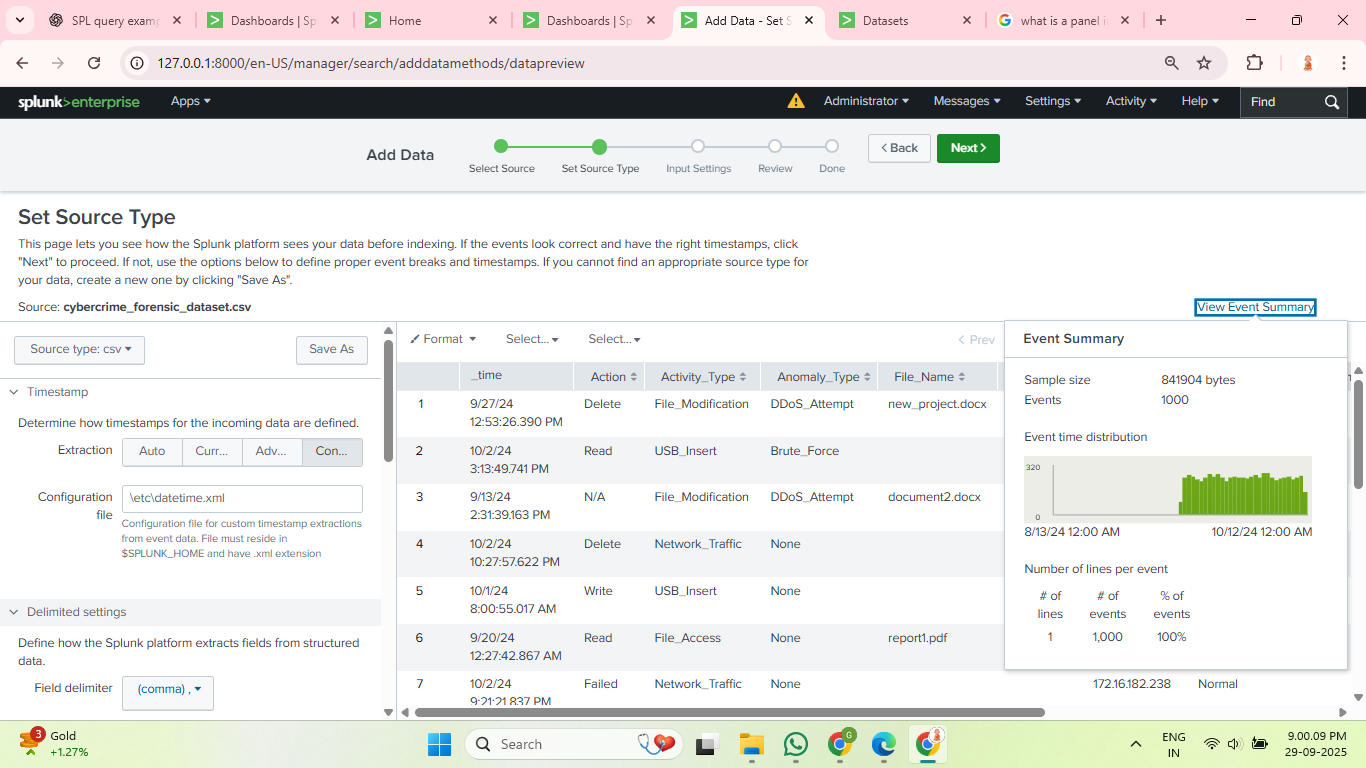 SPL query exam
Dashboards | Sp
Home
Dashboards | Sp
Add Data - Set S
Datasets
what is a panel i
127.0.0.1:8000/en-US/manager/search/adddatamethods/datapreview
splunk>enterprise
Apps
Administrator
Messages
Settings
Activity
Help
Find
Add Data
Select Source
Set Source Type
Input Settings
Review
Done
< Back
Next >
Set Source Type
This page lets you see how the Splunk platform sees your data before indexing. If the events look correct and have the right timestamps, click
"Next" to proceed. If not, use the options below to define proper event breaks and timestamps. If you cannot find an appropriate source type for
your data, create a new one by clicking "Save As".
Source: cybercrime_forensic_dataset.csv
View Event Summary
Source type: csv
Save As
Timestamp
Determine how timestamps for the incoming data are defined.
Extraction
Auto
Curr...
Adv...
Con...
Configuration
file
\etc\datetime.xml
Configuration file for custom timestamp extractions
from event data. File must reside in
$SPLUNK_HOME and have .xml extension
Delimited settings
Define how the Splunk platform extracts fields from structured
data.
Field delimiter
(comma) ,
Format
Select...
Select...
< Prev
_time Action Activity_Type Anomaly_Type File_Name
1 9/27/24 Delete File_Modification DDoS_Attempt new_project.docx
12:53:26.390 PM
2 10/2/24 Read USB_Insert Brute_Force
3:13:49.741 PM
3 9/13/24 N/A File_Modification DDoS_Attempt document2.docx
2:31:39.163 PM
4 10/2/24 Delete Network_Traffic None
10:27:57.622 PM
5 10/1/24 Write USB_Insert None
8:00:55.017 AM
6 9/20/24 Read File_Access None report1.pdf
12:27:42.867 AM
7 10/2/24 Failed Network_Traffic None 172.16.182.238 Normal
9:21:21.837 PM
Event Summary
Sample size 841904 bytes
Events 1000
Event time distribution
320
0
8/13/24 12:00 AM 10/12/24 12:00 AM
Number of lines per event
# of # of % of
lines events events
1 1,000 100%
3
Gold
+1.27%
Search
G
ENG
IN
9.00.09 PM
29-09-2025